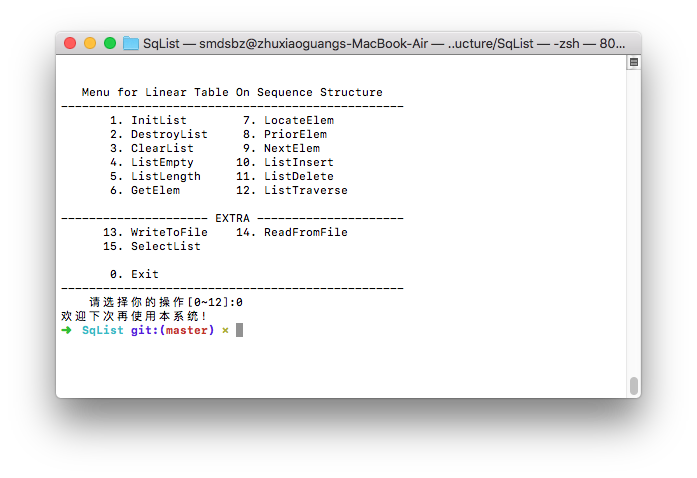 SqList — smdsbz@zhuxiaoguangs-MacBook-Air — ..ucture/SqList — -zsh — 80...
Menu for Linear Table On Sequence Structure
-------------------------------------------------
1. InitList 7. LocateElem
2. DestroyList 8. PriorElem
3. ClearList 9. NextElem
4. ListEmpty 10. ListInsert
5. ListLength 11. ListDelete
6. GetElem 12. ListTraverse
--------------------- EXTRA ---------------------
13. WriteToFile 14. ReadFromFile
15. SelectList
0. Exit
-------------------------------------------------
请选择你的操作[0~12]:0
欢迎下次再使用本系统!
➜ SqList git:(master) ×